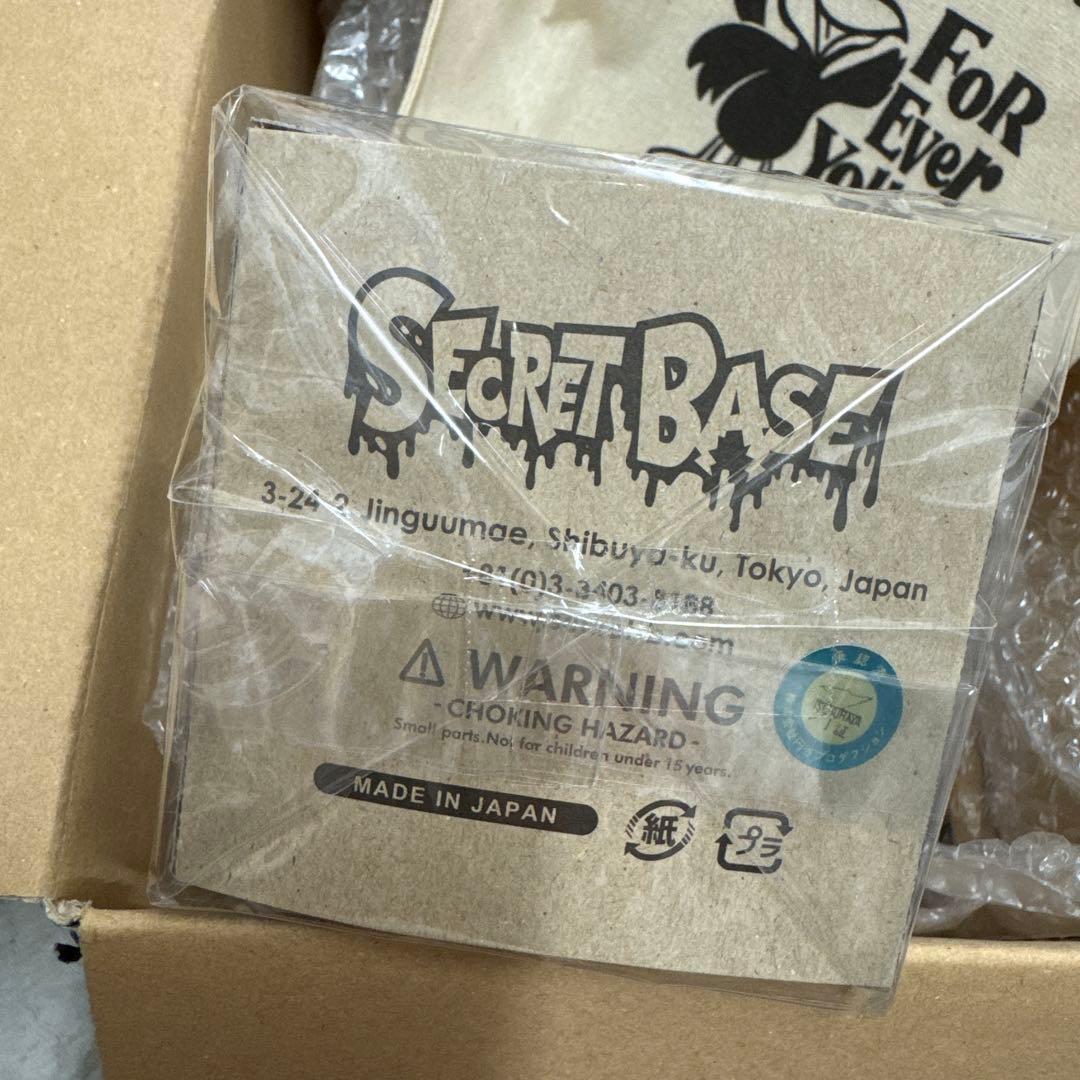 FOR
Ever
You
SECRET BASE
3-24-2 Jinguumae, Shibuya-ku, Tokyo, Japan
WARNING
- CHOKING HAZARD -
Small parts. Not for children under 15 years.
MADE IN JAPAN
紙
プラ